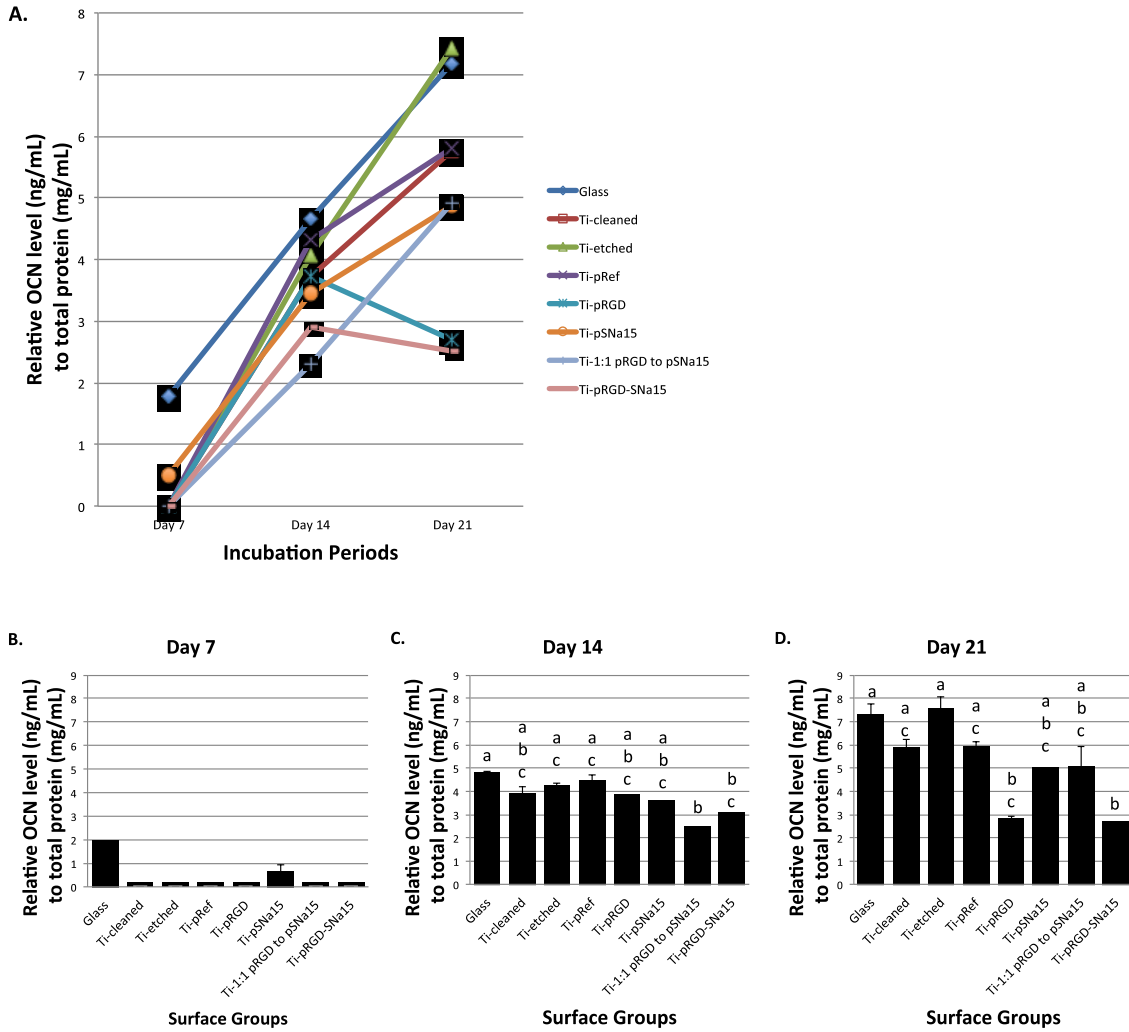 A.
Relative OCN level (ng/mL)
to total protein (mg/mL)
8
7
6
5
4
3
2
1
0
Day 7
Day 14
Day 21
Incubation Periods
Glass
Ti-cleaned
Ti-etched
Ti-pRef
Ti-pRGD
Ti-pSNa15
Ti-1:1 pRGD to pSNa15
Ti-pRGD-SNa15
B.
Day 7
Relative OCN level (ng/mL)
to total protein (mg/mL)
9
8
7
6
5
4
3
2
1
0
Glass
Ti-cleaned
Ti-etched
Ti-pRef
Ti-pRGD
Ti-pSNa15
Ti-1:1 pRGD to pSNa15
Ti-pRGD-SNa15
Surface Groups
C.
Day 14
Relative OCN level (ng/mL)
to total protein (mg/mL)
9
8
7
6
5
4
3
2
1
0
a
a
b
c
a
c
a
c
a
b
c
a
b
c
b
b
c
Glass
Ti-cleaned
Ti-etched
Ti-pRef
Ti-pRGD
Ti-pSNa15
Ti-1:1 pRGD to pSNa15
Ti-pRGD-SNa15
Surface Groups
D.
Day 21
Relative OCN level (ng/mL)
to total protein (mg/mL)
9
8
7
6
5
4
3
2
1
0
a
a
c
a
a
c
b
c
a
b
c
a
b
c
b
Glass
Ti-cleaned
Ti-etched
Ti-pRef
Ti-pRGD
Ti-pSNa15
Ti-1:1 pRGD to pSNa15
Ti-pRGD-SNa15
Surface Groups